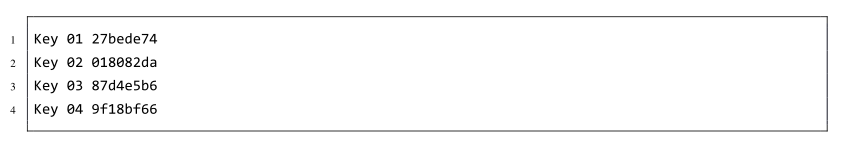 1 Key 01 27bede74
2 Key 02 018082da
3 Key 03 87d4e5b6
4 Key 04 9f18bf66